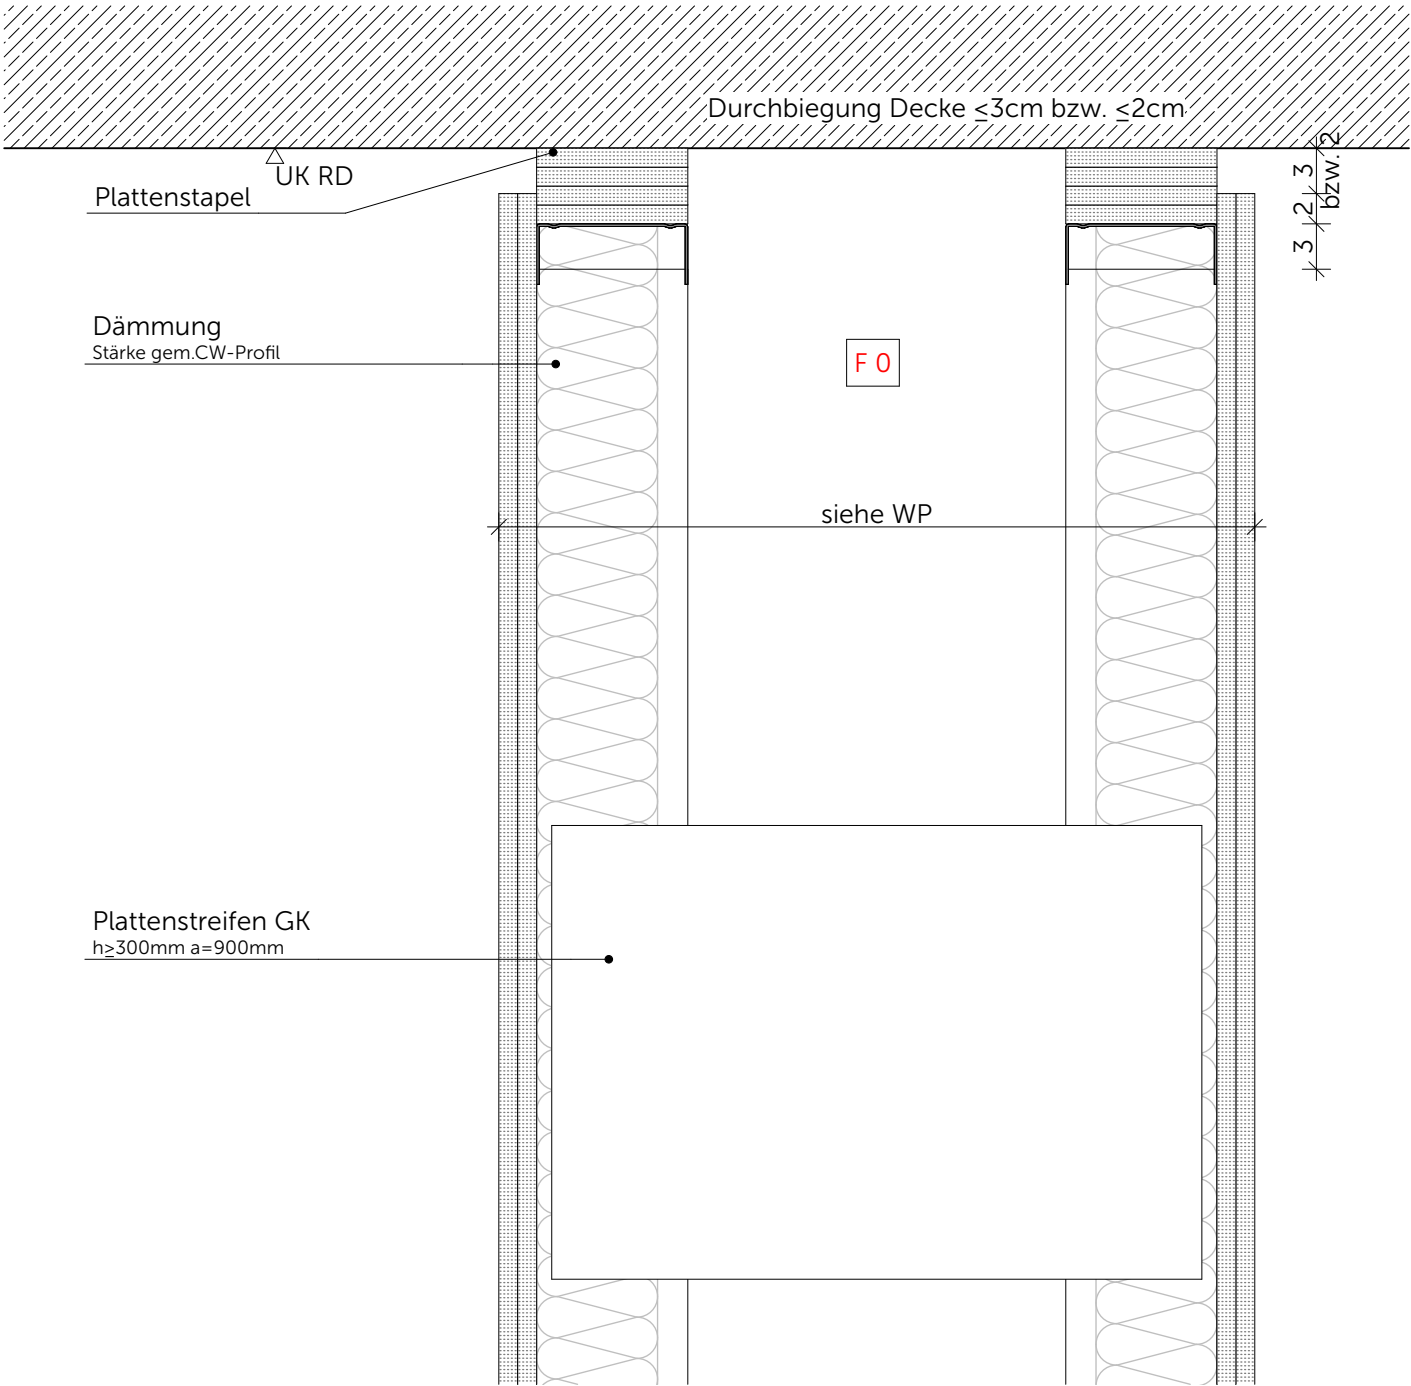 Durchbiegung Decke ≤3cm bzw. ≤2cm
UK RD
Plattenstapel
3
bzw. 2
2
3
Dämmung
Stärke gem.CW-Profil
F 0
siehe WP
Plattenstreifen GK
h≥300mm a=900mm